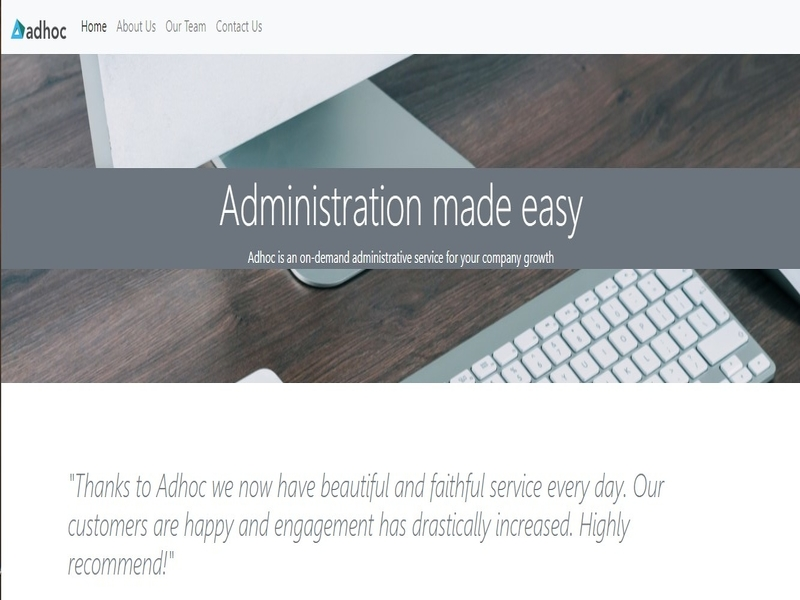 adhoc Home About Us Our Team Contact Us
Administration made easy
Adhoc is an on-demand administrative service for your company growth
"Thanks to Adhoc we now have beautiful and faithful service every day. Our
customers are happy and engagement has drastically increased. Highly
recommend!"